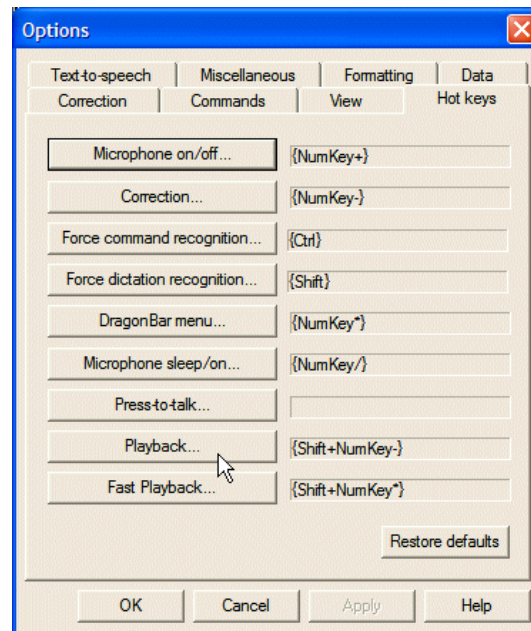 Options
Text-to-speech Miscellaneous Formatting Data
Correction Commands View Hot keys
Microphone on/off... {NumKey+}
Correction... {NumKey-}
Force command recognition... {Ctrl}
Force dictation recognition... {Shift}
DragonBar menu... {NumKey*}
Microphone sleep/on... {NumKey/}
Press-to-talk...
Playback... {Shift+NumKey-}
Fast Playback... {Shift+NumKey*}
Restore defaults
OK Cancel Apply Help